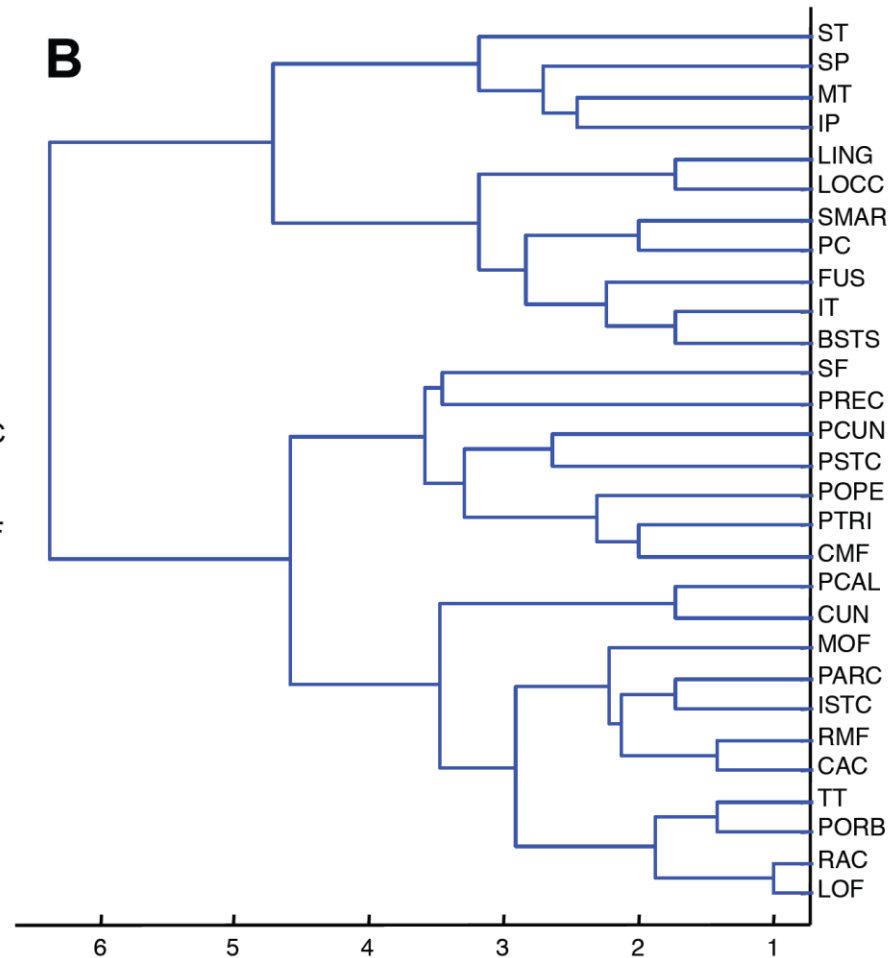 B
ST
SP
MT
IP
LING
LOCC
SMAR
PC
FUS
IT
BSTS
SF
PREC
PCUN
PSTC
POPE
PTRI
CMF
PCAL
CUN
MOF
PARC
ISTC
RMF
CAC
TT
PORB
RAC
LOF
6 5 4 3 2 1